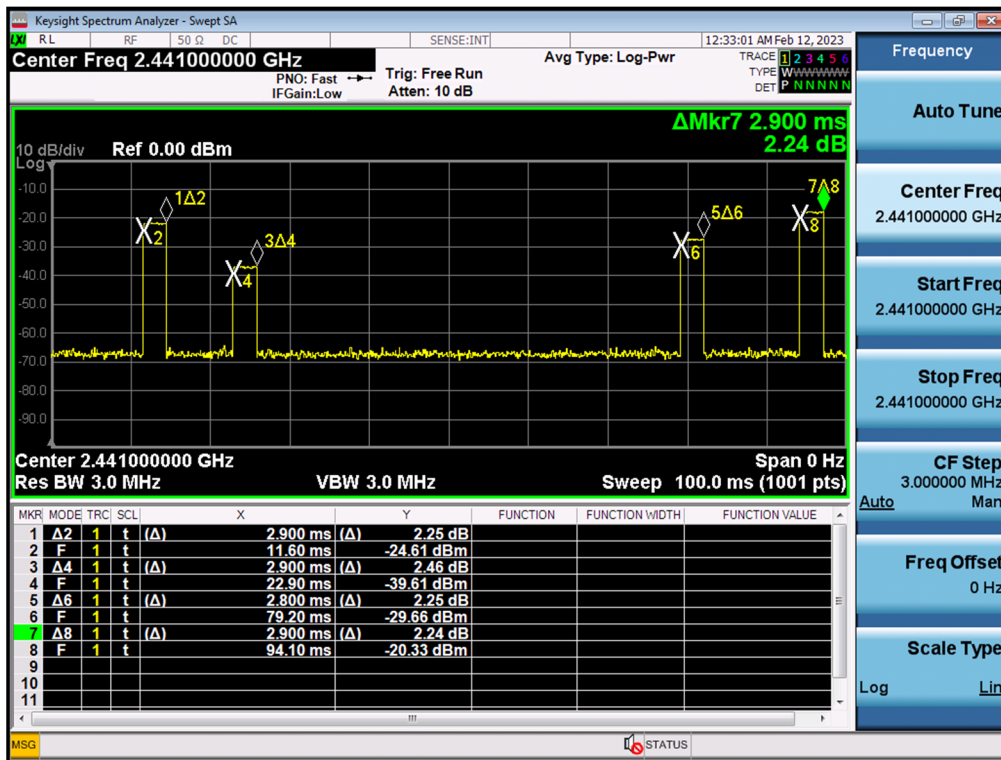 Keysight Spectrum Analyzer - Swept SA
LXI RL RF 50 Ω DC SENSE:INT 12:33:01 AM Feb 12, 2023
Center Freq 2.441000000 GHz
PNO: Fast
IFGain:Low
Trig: Free Run
Atten: 10 dB
Avg Type: Log-Pwr
TRACE 1 2 3 4 5 6
TYPE W W W W W W
DET P N N N N N
ΔMkr7 2.900 ms
2.24 dB
10 dB/div Ref 0.00 dBm
Log
-10.0
-20.0
-30.0
-40.0
-50.0
-60.0
-70.0
-80.0
-90.0
1Δ2
2
3Δ4
4
5Δ6
6
7Δ8
8
Center 2.441000000 GHz Span 0 Hz
Res BW 3.0 MHz VBW 3.0 MHz Sweep 100.0 ms (1001 pts)
MKR MODE TRC SCL X Y FUNCTION FUNCTION WIDTH FUNCTION VALUE
1 Δ2 1 t (Δ) 2.900 ms (Δ) 2.25 dB
2 F 1 t 11.60 ms -24.61 dBm
3 Δ4 1 t (Δ) 2.900 ms (Δ) 2.46 dB
4 F 1 t 22.90 ms -39.61 dBm
5 Δ6 1 t (Δ) 2.800 ms (Δ) 2.25 dB
6 F 1 t 79.20 ms -29.66 dBm
7 Δ8 1 t (Δ) 2.900 ms (Δ) 2.24 dB
8 F 1 t 94.10 ms -20.33 dBm
9
10
11
MSG STATUS
Frequency
Auto Tune
Center Freq
2.441000000 GHz
Start Freq
2.441000000 GHz
Stop Freq
2.441000000 GHz
CF Step
3.000000 MHz
Auto Man
Freq Offset
0 Hz
Scale Type
Log Lin